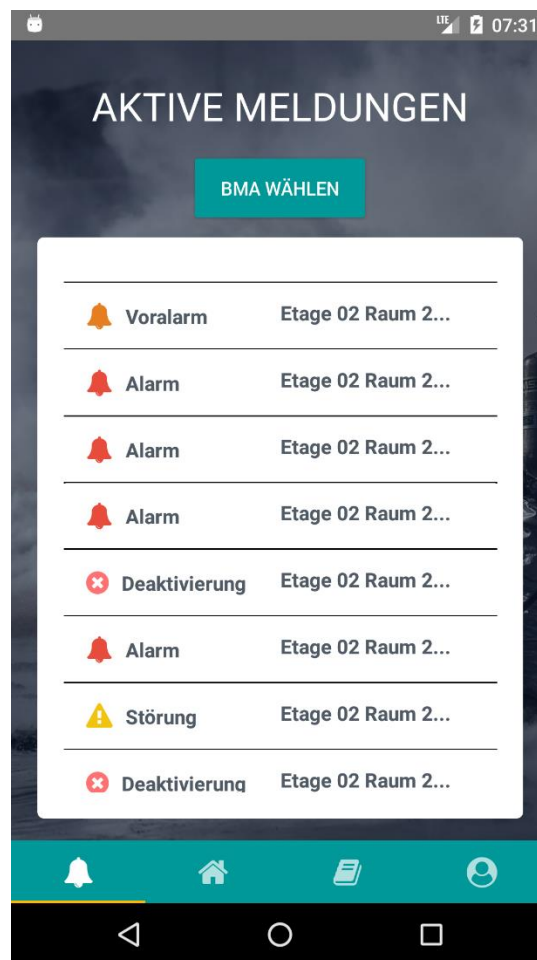 LTE 07:31
AKTIVE MELDUNGEN
BMA WÄHLEN
Voralarm Etage 02 Raum 2...
Alarm Etage 02 Raum 2...
Alarm Etage 02 Raum 2...
Alarm Etage 02 Raum 2...
Deaktivierung Etage 02 Raum 2...
Alarm Etage 02 Raum 2...
Störung Etage 02 Raum 2...
Deaktivierung Etage 02 Raum 2...